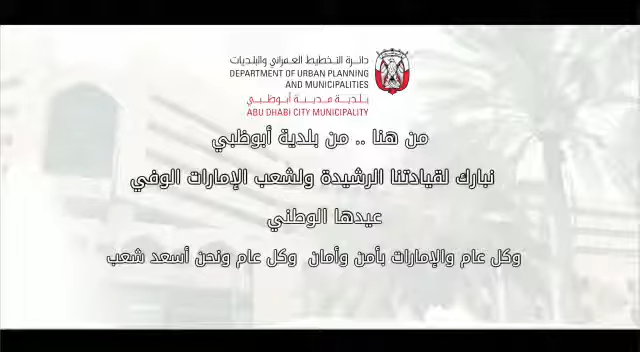 دائرة التخطيط العمراني والبلديات
DEPARTMENT OF URBAN PLANNING
AND MUNICIPALITIES
بلدية مدينة أبوظبي
ABU DHABI CITY MUNICIPALITY
من هنا .. من بلدية أبوظبي
نبارك لقيادتنا الرشيدة ولشعب الإمارات الوفي
عيدها الوطني
وكل عام والإمارات بأمن وأمان وكل عام ونحن أسعد شعب